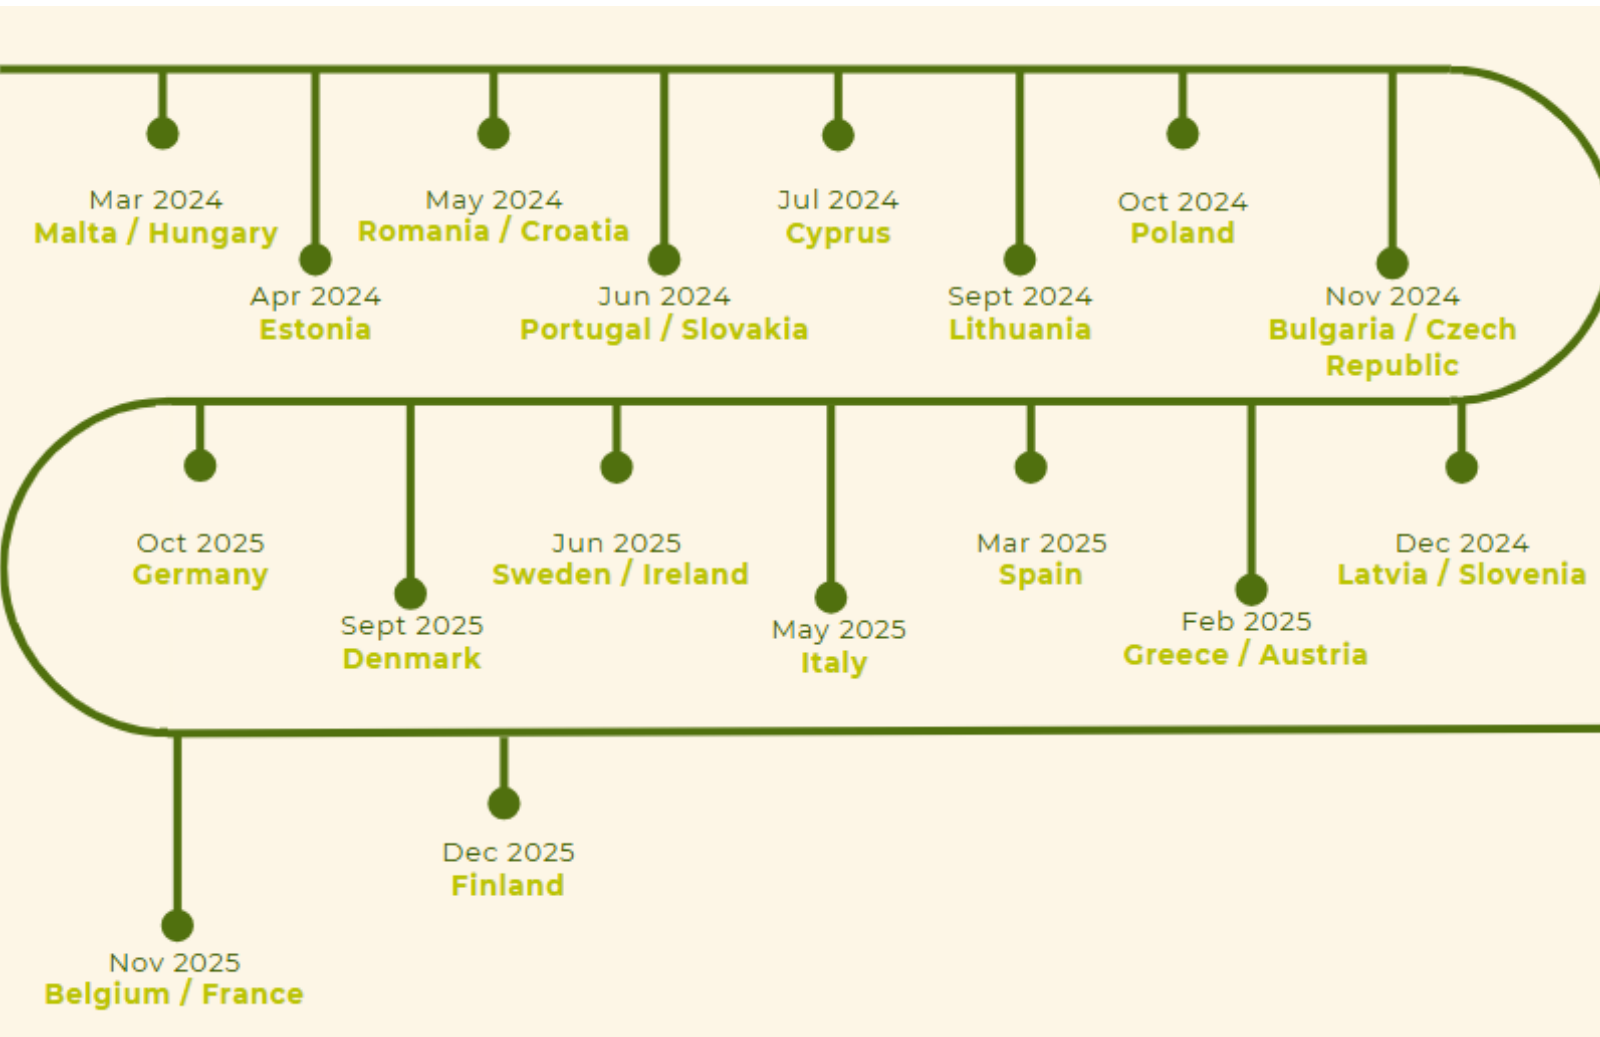 Mar 2024
Malta / Hungary
Apr 2024
Estonia
May 2024
Romania / Croatia
Jun 2024
Portugal / Slovakia
Jul 2024
Cyprus
Sept 2024
Lithuania
Oct 2024
Poland
Nov 2024
Bulgaria / Czech
Republic
Dec 2024
Latvia / Slovenia
Feb 2025
Greece / Austria
Mar 2025
Spain
May 2025
Italy
Jun 2025
Sweden / Ireland
Sept 2025
Denmark
Oct 2025
Germany
Nov 2025
Belgium / France
Dec 2025
Finland